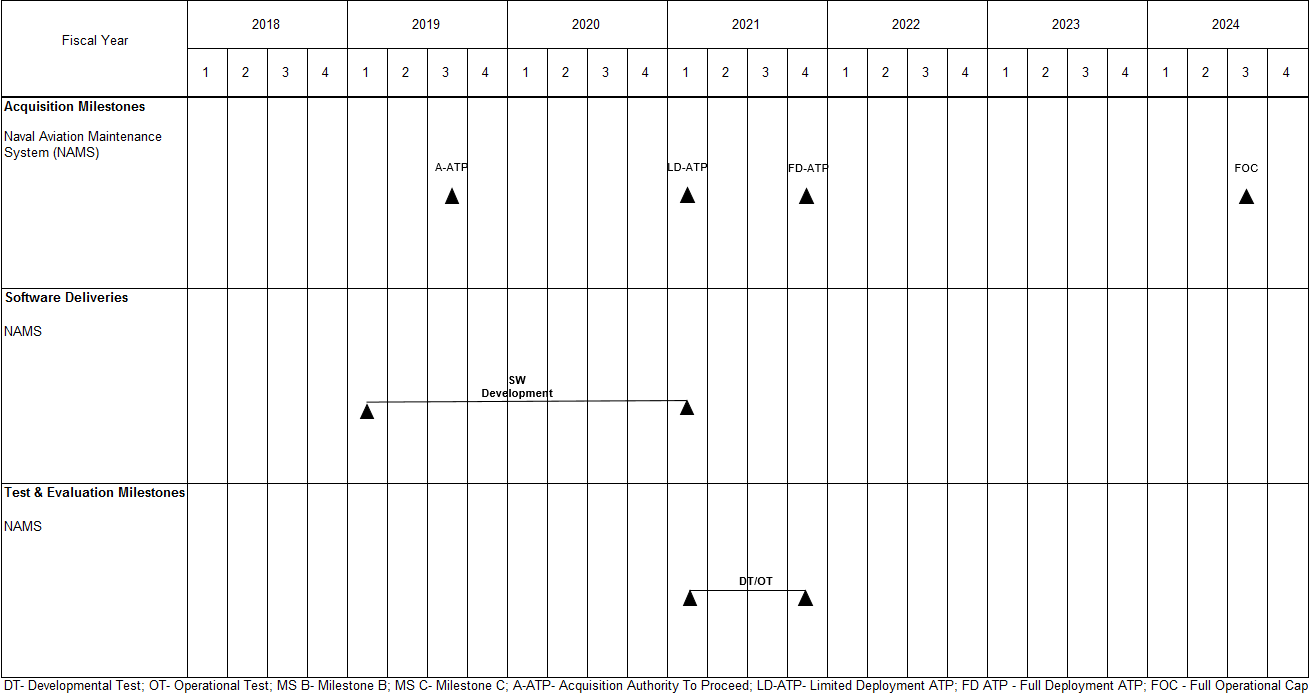 Fiscal Year
2018 2019 2020 2021 2022 2023 2024
1 2 3 4 1 2 3 4 1 2 3 4 1 2 3 4 1 2 3 4 1 2 3 4 1 2 3 4
Acquisition Milestones
Naval Aviation Maintenance
System (NAMS)
A-ATP LD-ATP FD-ATP FOC
Software Deliveries
NAMS
SW
Development
Test & Evaluation Milestones
NAMS
DT/OT
DT- Developmental Test; OT- Operational Test; MS B- Milestone B; MS C- Milestone C; A-ATP- Acquisition Authority To Proceed; LD-ATP- Limited Deployment ATP; FD ATP - Full Deployment ATP; FOC - Full Operational Cap